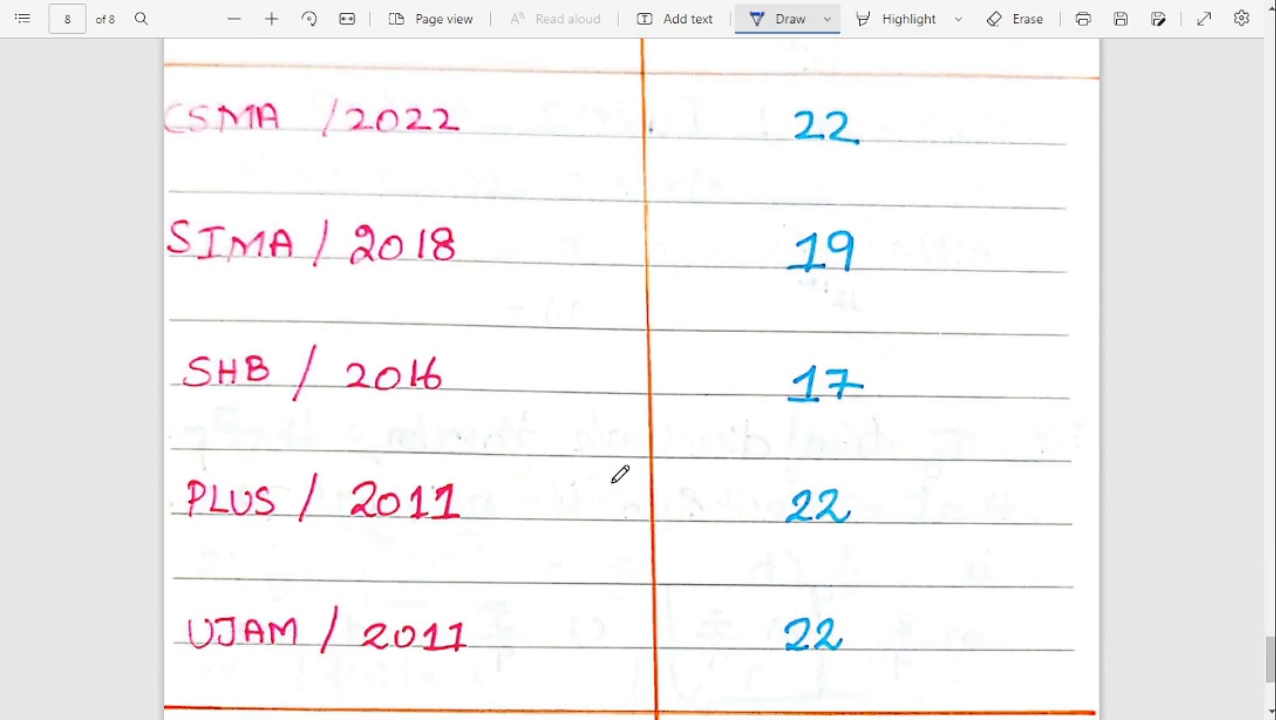 8 of 8 Page view Read aloud Add text Draw Highlight Erase
CSMA / 2022 22
SIMA / 2018 19
SHB / 2016 17
PLUS / 2011 22
UJAM / 2011 22